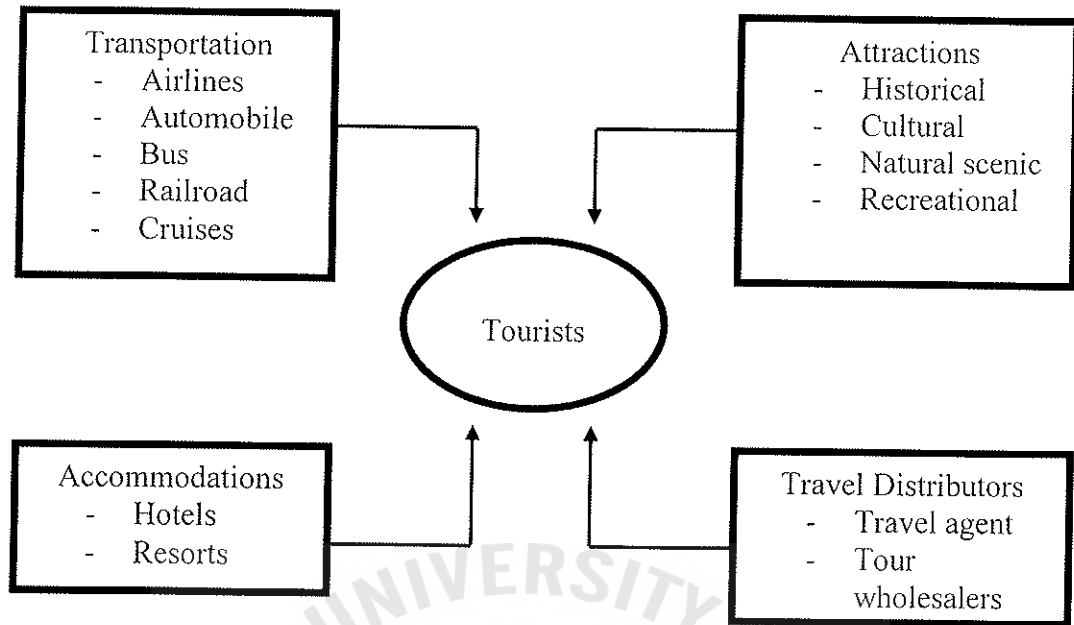 Transportation
- Airlines
- Automobile
- Bus
- Railroad
- Cruises
Attractions
- Historical
- Cultural
- Natural scenic
- Recreational
Tourists
Accommodations
- Hotels
- Resorts
Travel Distributors
- Travel agent
- Tour
wholesalers
UNIVERSITY